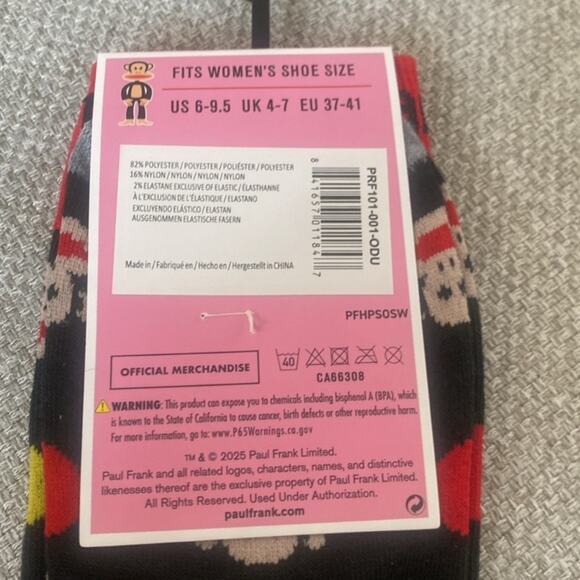 FITS WOMEN'S SHOE SIZE
US 6-9.5 UK 4-7 EU 37-41
82% POLYESTER / POLYESTER / POLIÉSTER / POLYESTER
16% NYLON / NYLON / NYLON / NYLON
2% ELASTANE EXCLUSIVE OF ELASTIC / ÉLASTHANNE
À L'EXCLUSION DE L'ÉLASTIQUE / ELASTANO
EXCLUYENDO ELÁSTICO / ELASTAN
AUSGENOMMEN ELASTISCHE FASERN
Made in / Fabriqué en / Hecho en / Hergestellt in CHINA
8 41657 01184 7
PRF101-001-ODU
PFHPS0SW
OFFICIAL MERCHANDISE
40
CA66308
WARNING: This product can expose you to chemicals including bisphenol A (BPA), which
is known to the State of California to cause cancer, birth defects or other reproductive harm.
For more information, go to: www.P65Warnings.ca.gov
™ & © 2025 Paul Frank Limited.
Paul Frank and all related logos, characters, names, and distinctive
likenesses thereof are the exclusive property of Paul Frank Limited.
All Rights Reserved. Used Under Authorization.
paulfrank.com